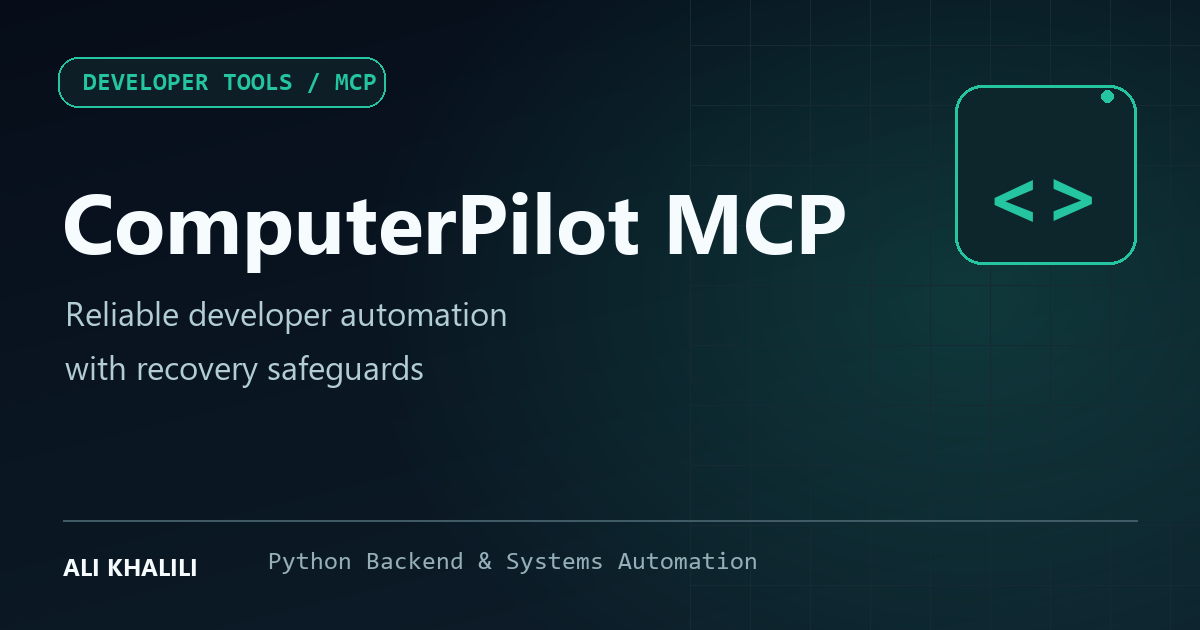 DEVELOPER TOOLS / MCP
ComputerPilot MCP
< >
Reliable developer automation
with recovery safeguards
ALI KHALILI
Python Backend & Systems Automation